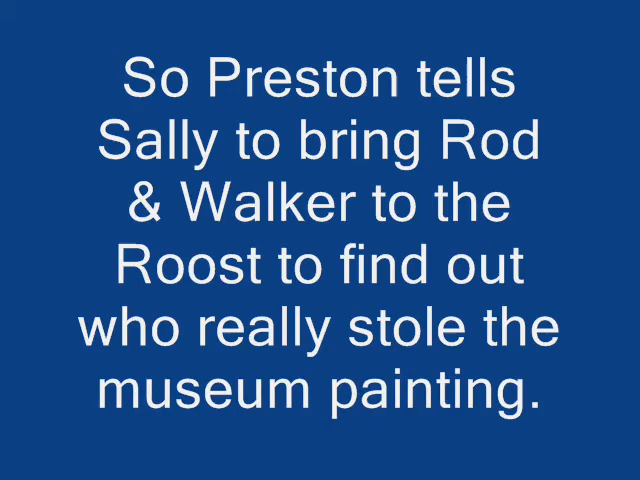 So Preston tells
Sally to bring Rod
& Walker to the
Roost to find out
who really stole the
museum painting.